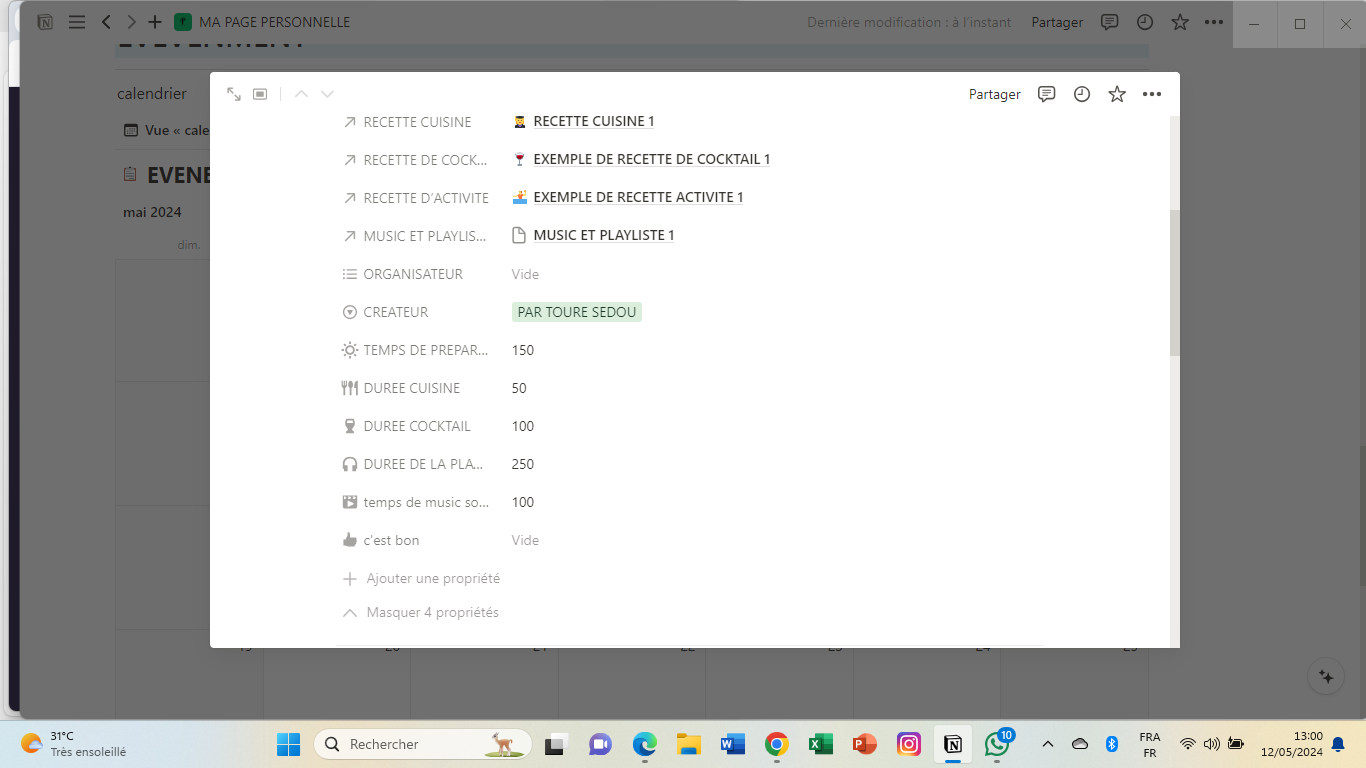 MA PAGE PERSONNELLE
Dernière modification : à l'instant
Partager
calendrier
Vue « cale
EVENE
mai 2024
dim.
Partager
RECETTE CUISINE
RECETTE CUISINE 1
RECETTE DE COCK...
EXEMPLE DE RECETTE DE COCKTAIL 1
RECETTE D'ACTIVITE
EXEMPLE DE RECETTE ACTIVITE 1
MUSIC ET PLAYLIS...
MUSIC ET PLAYLISTE 1
ORGANISATEUR
Vide
CREATEUR
PAR TOURE SEDOU
TEMPS DE PREPAR...
150
DUREE CUISINE
50
DUREE COCKTAIL
100
DUREE DE LA PLA...
250
temps de music so...
100
c'est bon
Vide
Ajouter une propriété
Masquer 4 propriétés
19
20
21
22
23
24
25
31°C
Très ensoleillé
Rechercher
10
FRA
FR
13:00
12/05/2024